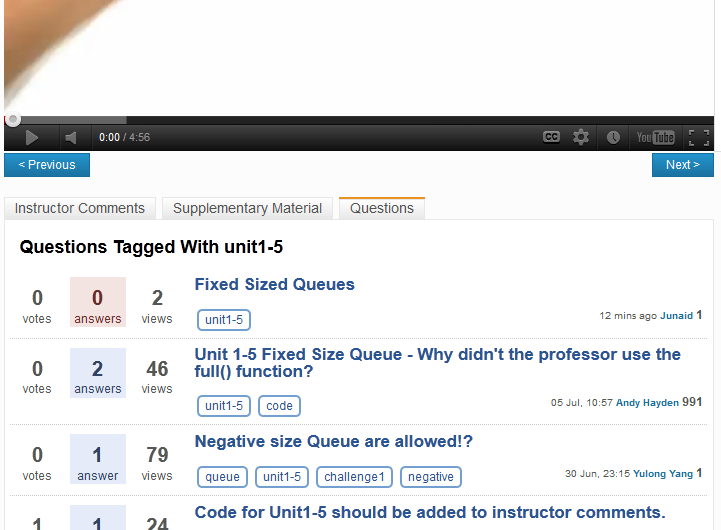 0:00 / 4:56 CC YouTube
< Previous Next >
Instructor Comments Supplementary Material Questions
Questions Tagged With unit1-5
0 0 2 Fixed Sized Queues
votes answers views
unit1-5 12 mins ago Junaid 1
0 2 46 Unit 1-5 Fixed Size Queue - Why didn't the professor use the
full() function?
votes answers views
unit1-5 code 05 Jul, 10:57 Andy Hayden 991
0 1 79 Negative size Queue are allowed!?
votes answer views
queue unit1-5 challenge1 negative 30 Jun, 23:15 Yulong Yang 1
1 1 24 Code for Unit1-5 should be added to instructor comments.